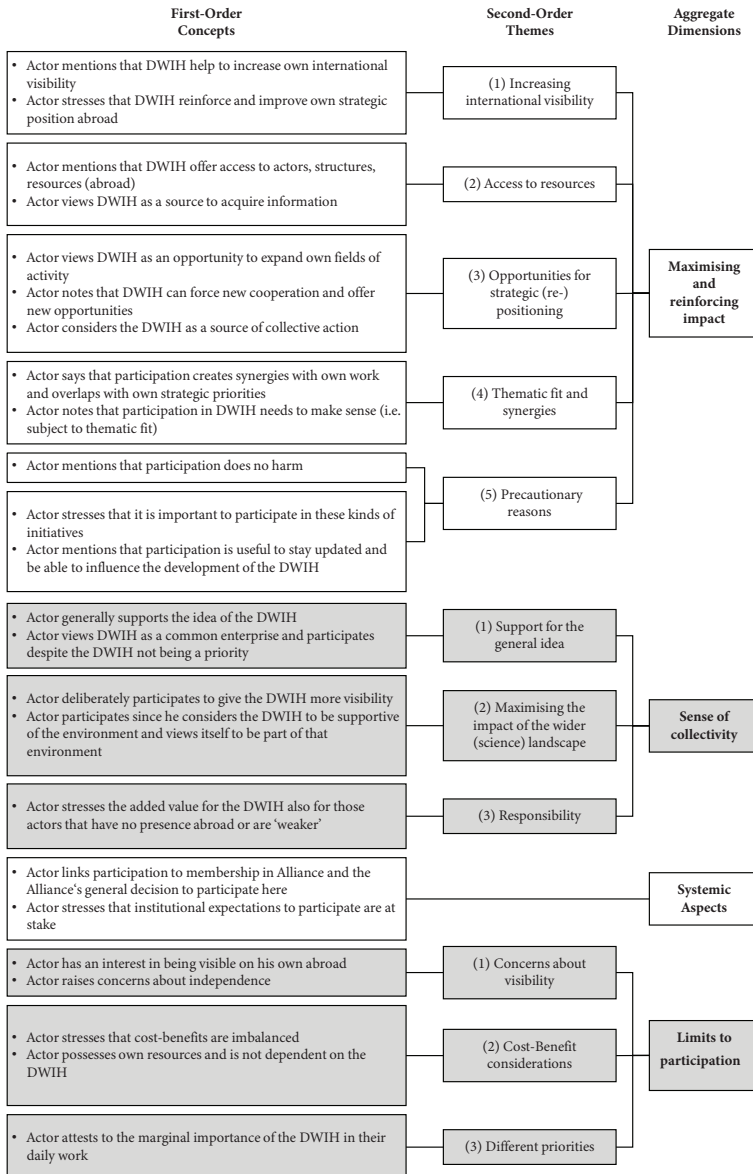 First-Order
Concepts
Second-Order
Themes
Aggregate
Dimensions
• Actor mentions that DWIH help to increase own international
visibility
• Actor stresses that DWIH reinforce and improve own strategic
position abroad
(1) Increasing
international visibility
• Actor mentions that DWIH offer access to actors, structures,
resources (abroad)
• Actor views DWIH as a source to acquire information
(2) Access to resources
• Actor views DWIH as an opportunity to expand own fields of
activity
• Actor notes that DWIH can force new cooperation and offer
new opportunities
• Actor considers the DWIH as a source of collective action
(3) Opportunities for
strategic (re-)
positioning
Maximising
and
reinforcing
impact
• Actor says that participation creates synergies with own work
and overlaps with own strategic priorities
• Actor notes that participation in DWIH needs to make sense (i.e.
subject to thematic fit)
(4) Thematic fit and
synergies
• Actor mentions that participation does no harm
• Actor stresses that it is important to participate in these kinds of
initiatives
• Actor mentions that participation is useful to stay updated and
be able to influence the development of the DWIH
(5) Precautionary
reasons
• Actor generally supports the idea of the DWIH
• Actor views DWIH as a common enterprise and participates
despite the DWIH not being a priority
(1) Support for the
general idea
• Actor deliberately participates to give the DWIH more visibility
• Actor participates since he considers the DWIH to be supportive
of the environment and views itself to be part of that
environment
(2) Maximising the
impact of the wider
(science) landscape
Sense of
collectivity
• Actor stresses the added value for the DWIH also for those
actors that have no presence abroad or are ‘weaker’
(3) Responsibility
• Actor links participation to membership in Alliance and the
Alliance‘s general decision to participate here
• Actor stresses that institutional expectations to participate are at
stake
Systemic
Aspects
• Actor has an interest in being visible on his own abroad
• Actor raises concerns about independence
(1) Concerns about
visibility
• Actor stresses that cost-benefits are imbalanced
• Actor possesses own resources and is not dependent on the
DWIH
(2) Cost-Benefit
considerations
Limits to
participation
• Actor attests to the marginal importance of the DWIH in their
daily work
(3) Different priorities